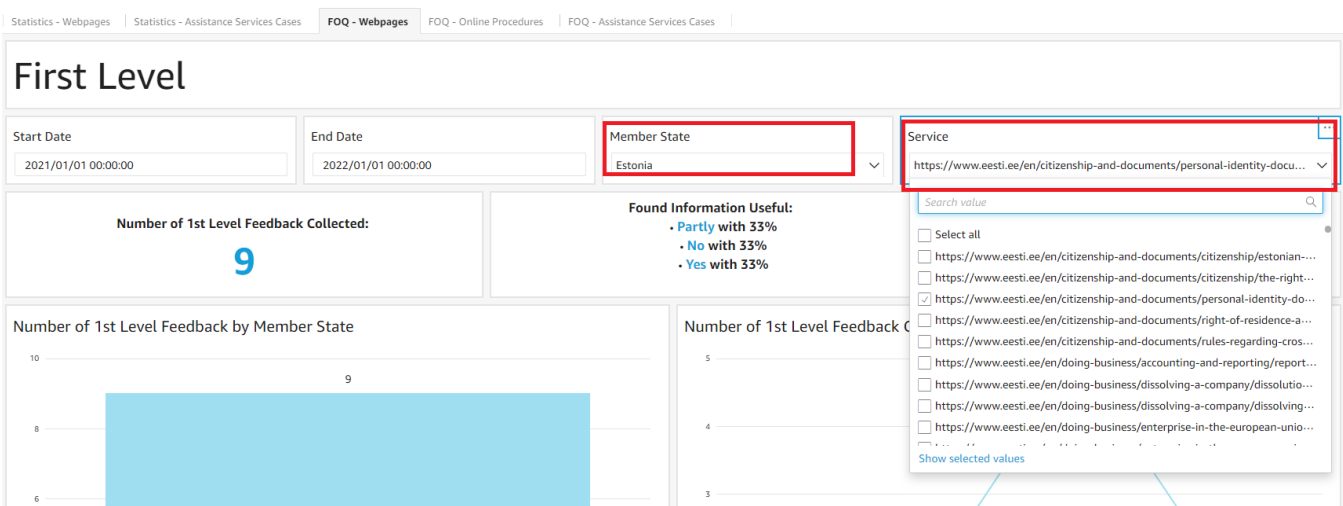 Statistics - Webpages Statistics - Assistance Services Cases FOQ - Webpages FOQ - Online Procedures FOQ - Assistance Services Cases
First Level
Start Date
2021/01/01 00:00:00
End Date
2022/01/01 00:00:00
Member State
Estonia
Service
https://www.eesti.ee/en/citizenship-and-documents/personal-identity-docu...
Number of 1st Level Feedback Collected:
9
Found Information Useful:
• Partly with 33%
• No with 33%
• Yes with 33%
Search value
Select all
https://www.eesti.ee/en/citizenship-and-documents/citizenship/estonian-...
https://www.eesti.ee/en/citizenship-and-documents/citizenship/the-right...
https://www.eesti.ee/en/citizenship-and-documents/personal-identity-do...
https://www.eesti.ee/en/citizenship-and-documents/right-of-residence-a...
https://www.eesti.ee/en/citizenship-and-documents/rules-regarding-cros...
https://www.eesti.ee/en/doing-business/accounting-and-reporting/report...
https://www.eesti.ee/en/doing-business/dissolving-a-company/dissolutio...
https://www.eesti.ee/en/doing-business/dissolving-a-company/dissolving...
https://www.eesti.ee/en/doing-business/enterprise-in-the-european-unio...
Show selected values
Number of 1st Level Feedback by Member State
10
9
8
6
Number of 1st Level Feedback
5
4
3